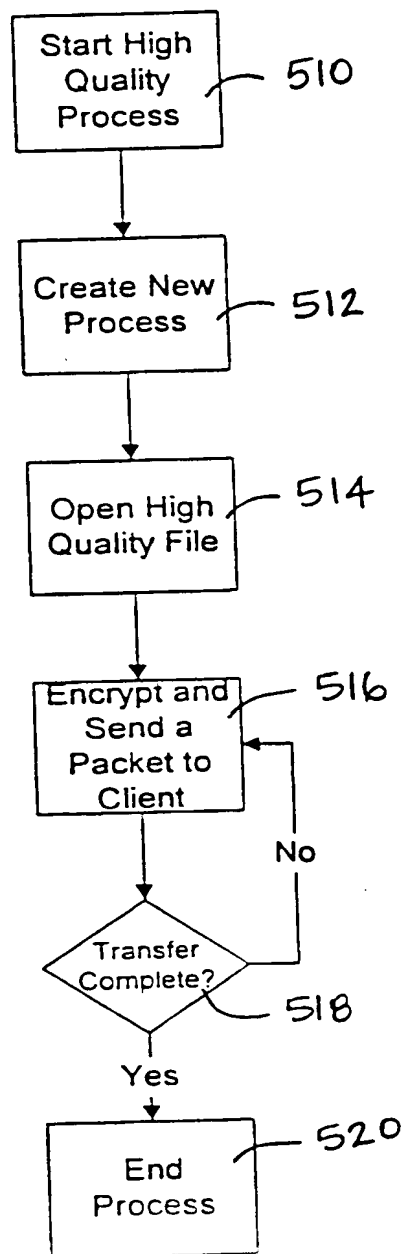 Start High
Quality
Process
510
Create New
Process
512
Open High
Quality File
514
Encrypt and
Send a
Packet to
Client
516
No
Transfer
Complete?
518
Yes
End
Process
520